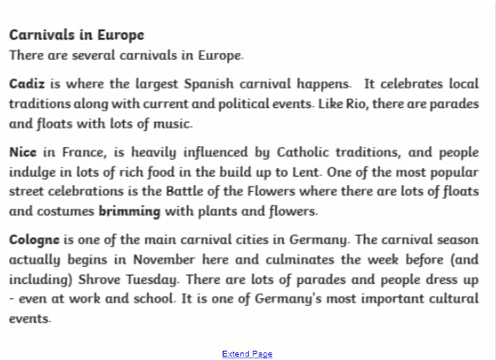 Carnivals in Europe
There are several carnivals in Europe.
Cadiz is where the largest Spanish carnival happens. It celebrates local
traditions along with current and political events. Like Rio, there are parades
and floats with lots of music.
Nice in France, is heavily influenced by Catholic traditions, and people
indulge in lots of rich food in the build up to Lent. One of the most popular
street celebrations is the Battle of the Flowers where there are lots of floats
and costumes brimming with plants and flowers.
Cologne is one of the main carnival cities in Germany. The carnival season
actually begins in November here and culminates the week before (and
including) Shrove Tuesday. There are lots of parades and people dress up
- even at work and school. It is one of Germany's most important cultural
events.
Extend Page